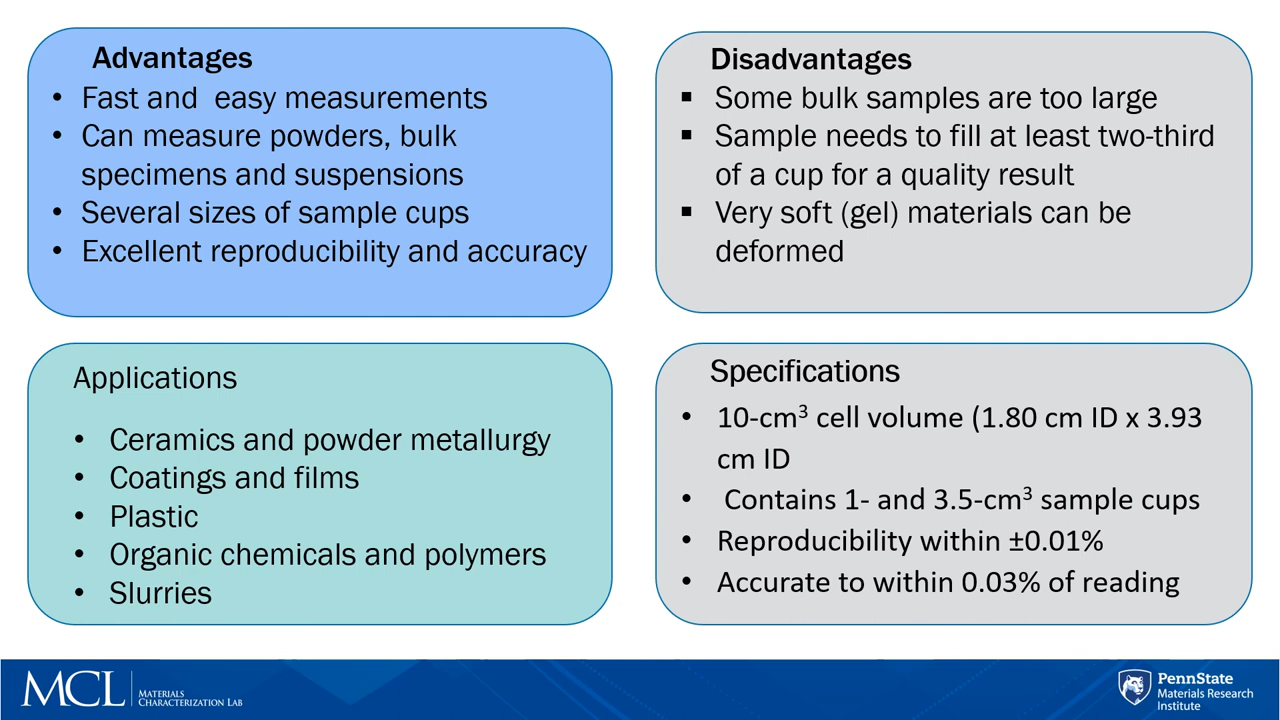 Advantages
• Fast and  easy measurements
• Can measure powders, bulk
specimens and suspensions
• Several sizes of sample cups
• Excellent reproducibility and accuracy
Disadvantages
▪ Some bulk samples are too large
▪ Sample needs to fill at least two-third
of a cup for a quality result
▪ Very soft (gel) materials can be
deformed
Applications
• Ceramics and powder metallurgy
• Coatings and films
• Plastic
• Organic chemicals and polymers
• Slurries
Specifications
• 10-cm³ cell volume (1.80 cm ID x 3.93
cm ID
• Contains 1- and 3.5-cm³ sample cups
• Reproducibility within ±0.01%
• Accurate to within 0.03% of reading
MCL
MATERIALS
CHARACTERIZATION LAB
PennState
Materials Research
Institute